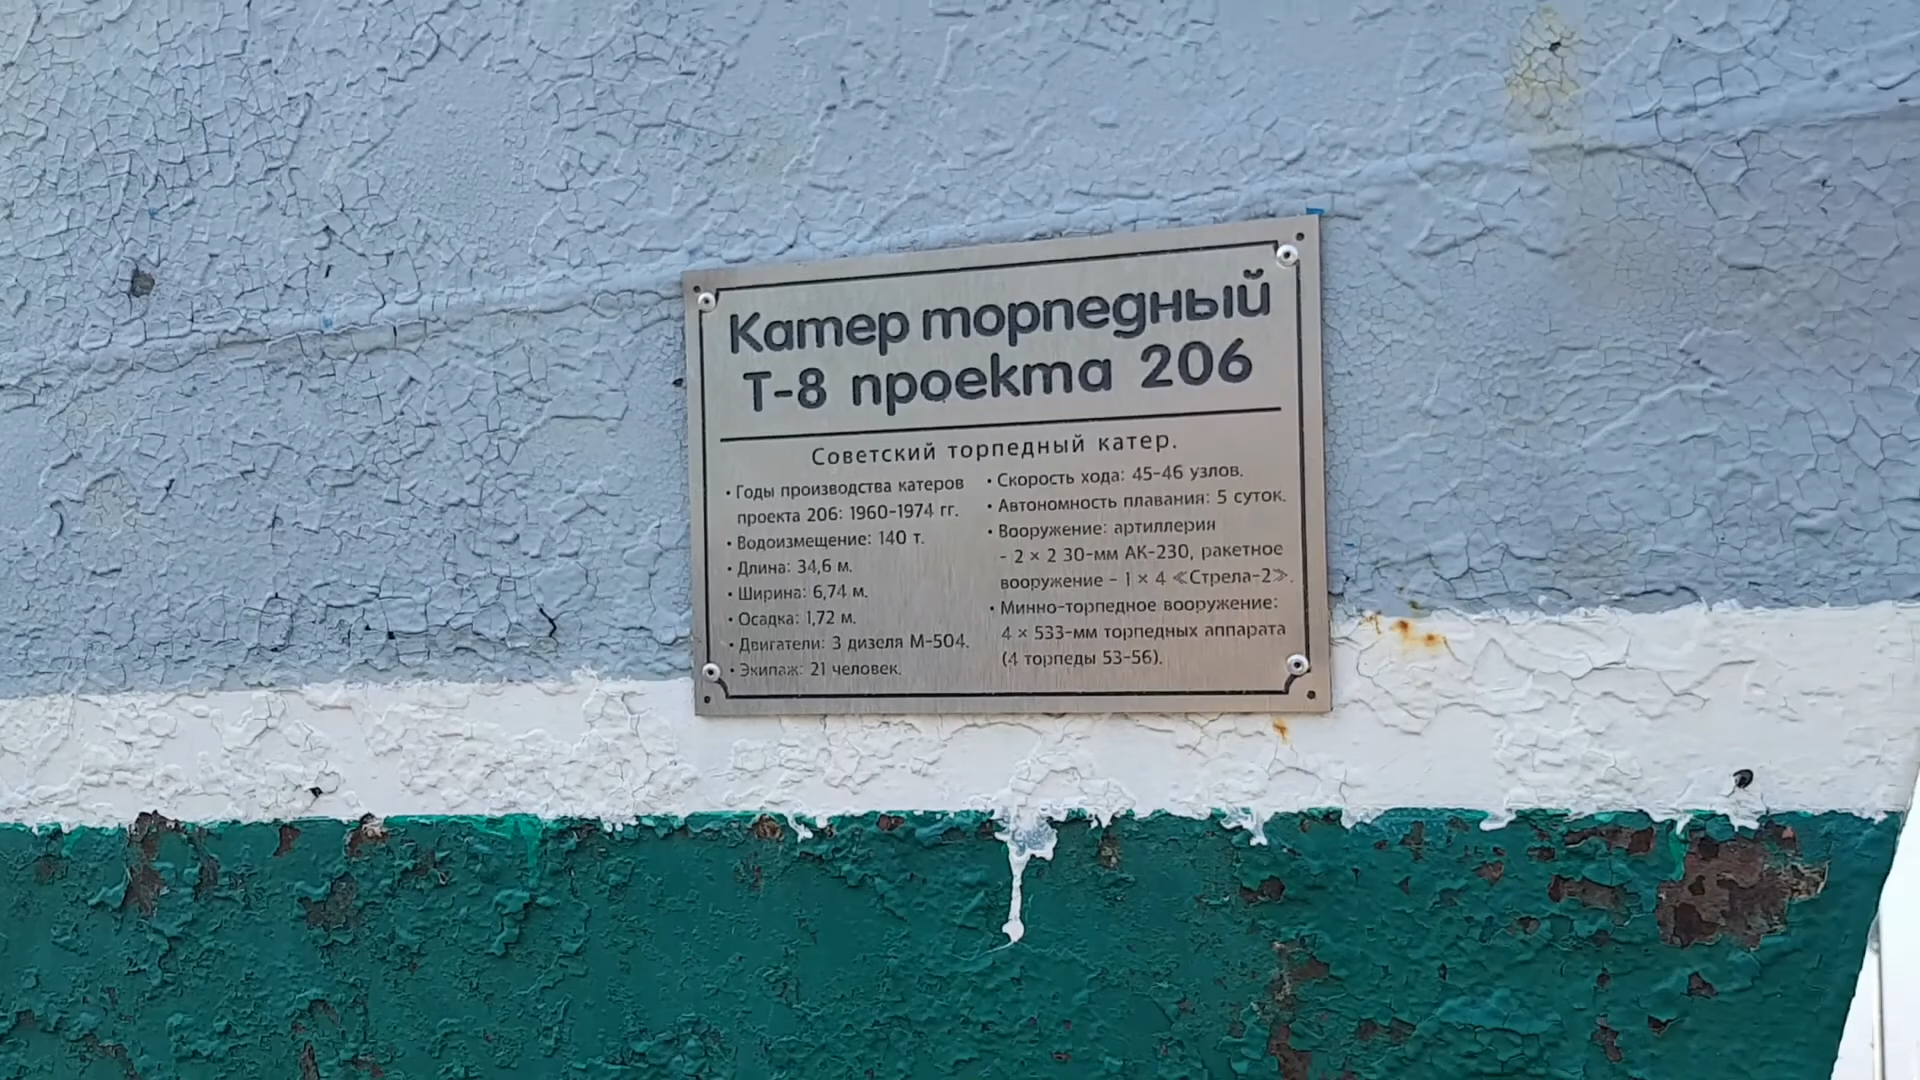 Катер торпедный
Т-8 проекта 206
Советский торпедный катер.
• Годы производства катеров
проекта 206: 1960-1974 гг.
• Водоизмещение: 140 т.
• Длина: 34,6 м.
• Ширина: 6,74 м.
• Осадка: 1,72 м.
• Двигатели: 3 дизеля М-504.
• Экипаж: 21 человек.
• Скорость хода: 45-46 узлов.
• Автономность плавания: 5 суток.
• Вооружение: артиллерия
- 2 × 2 30-мм АК-230, ракетное
вооружение - 1 × 4 ≪Стрела-2≫.
• Минно-торпедное вооружение:
4 × 533-мм торпедных аппарата
(4 торпеды 53-56).